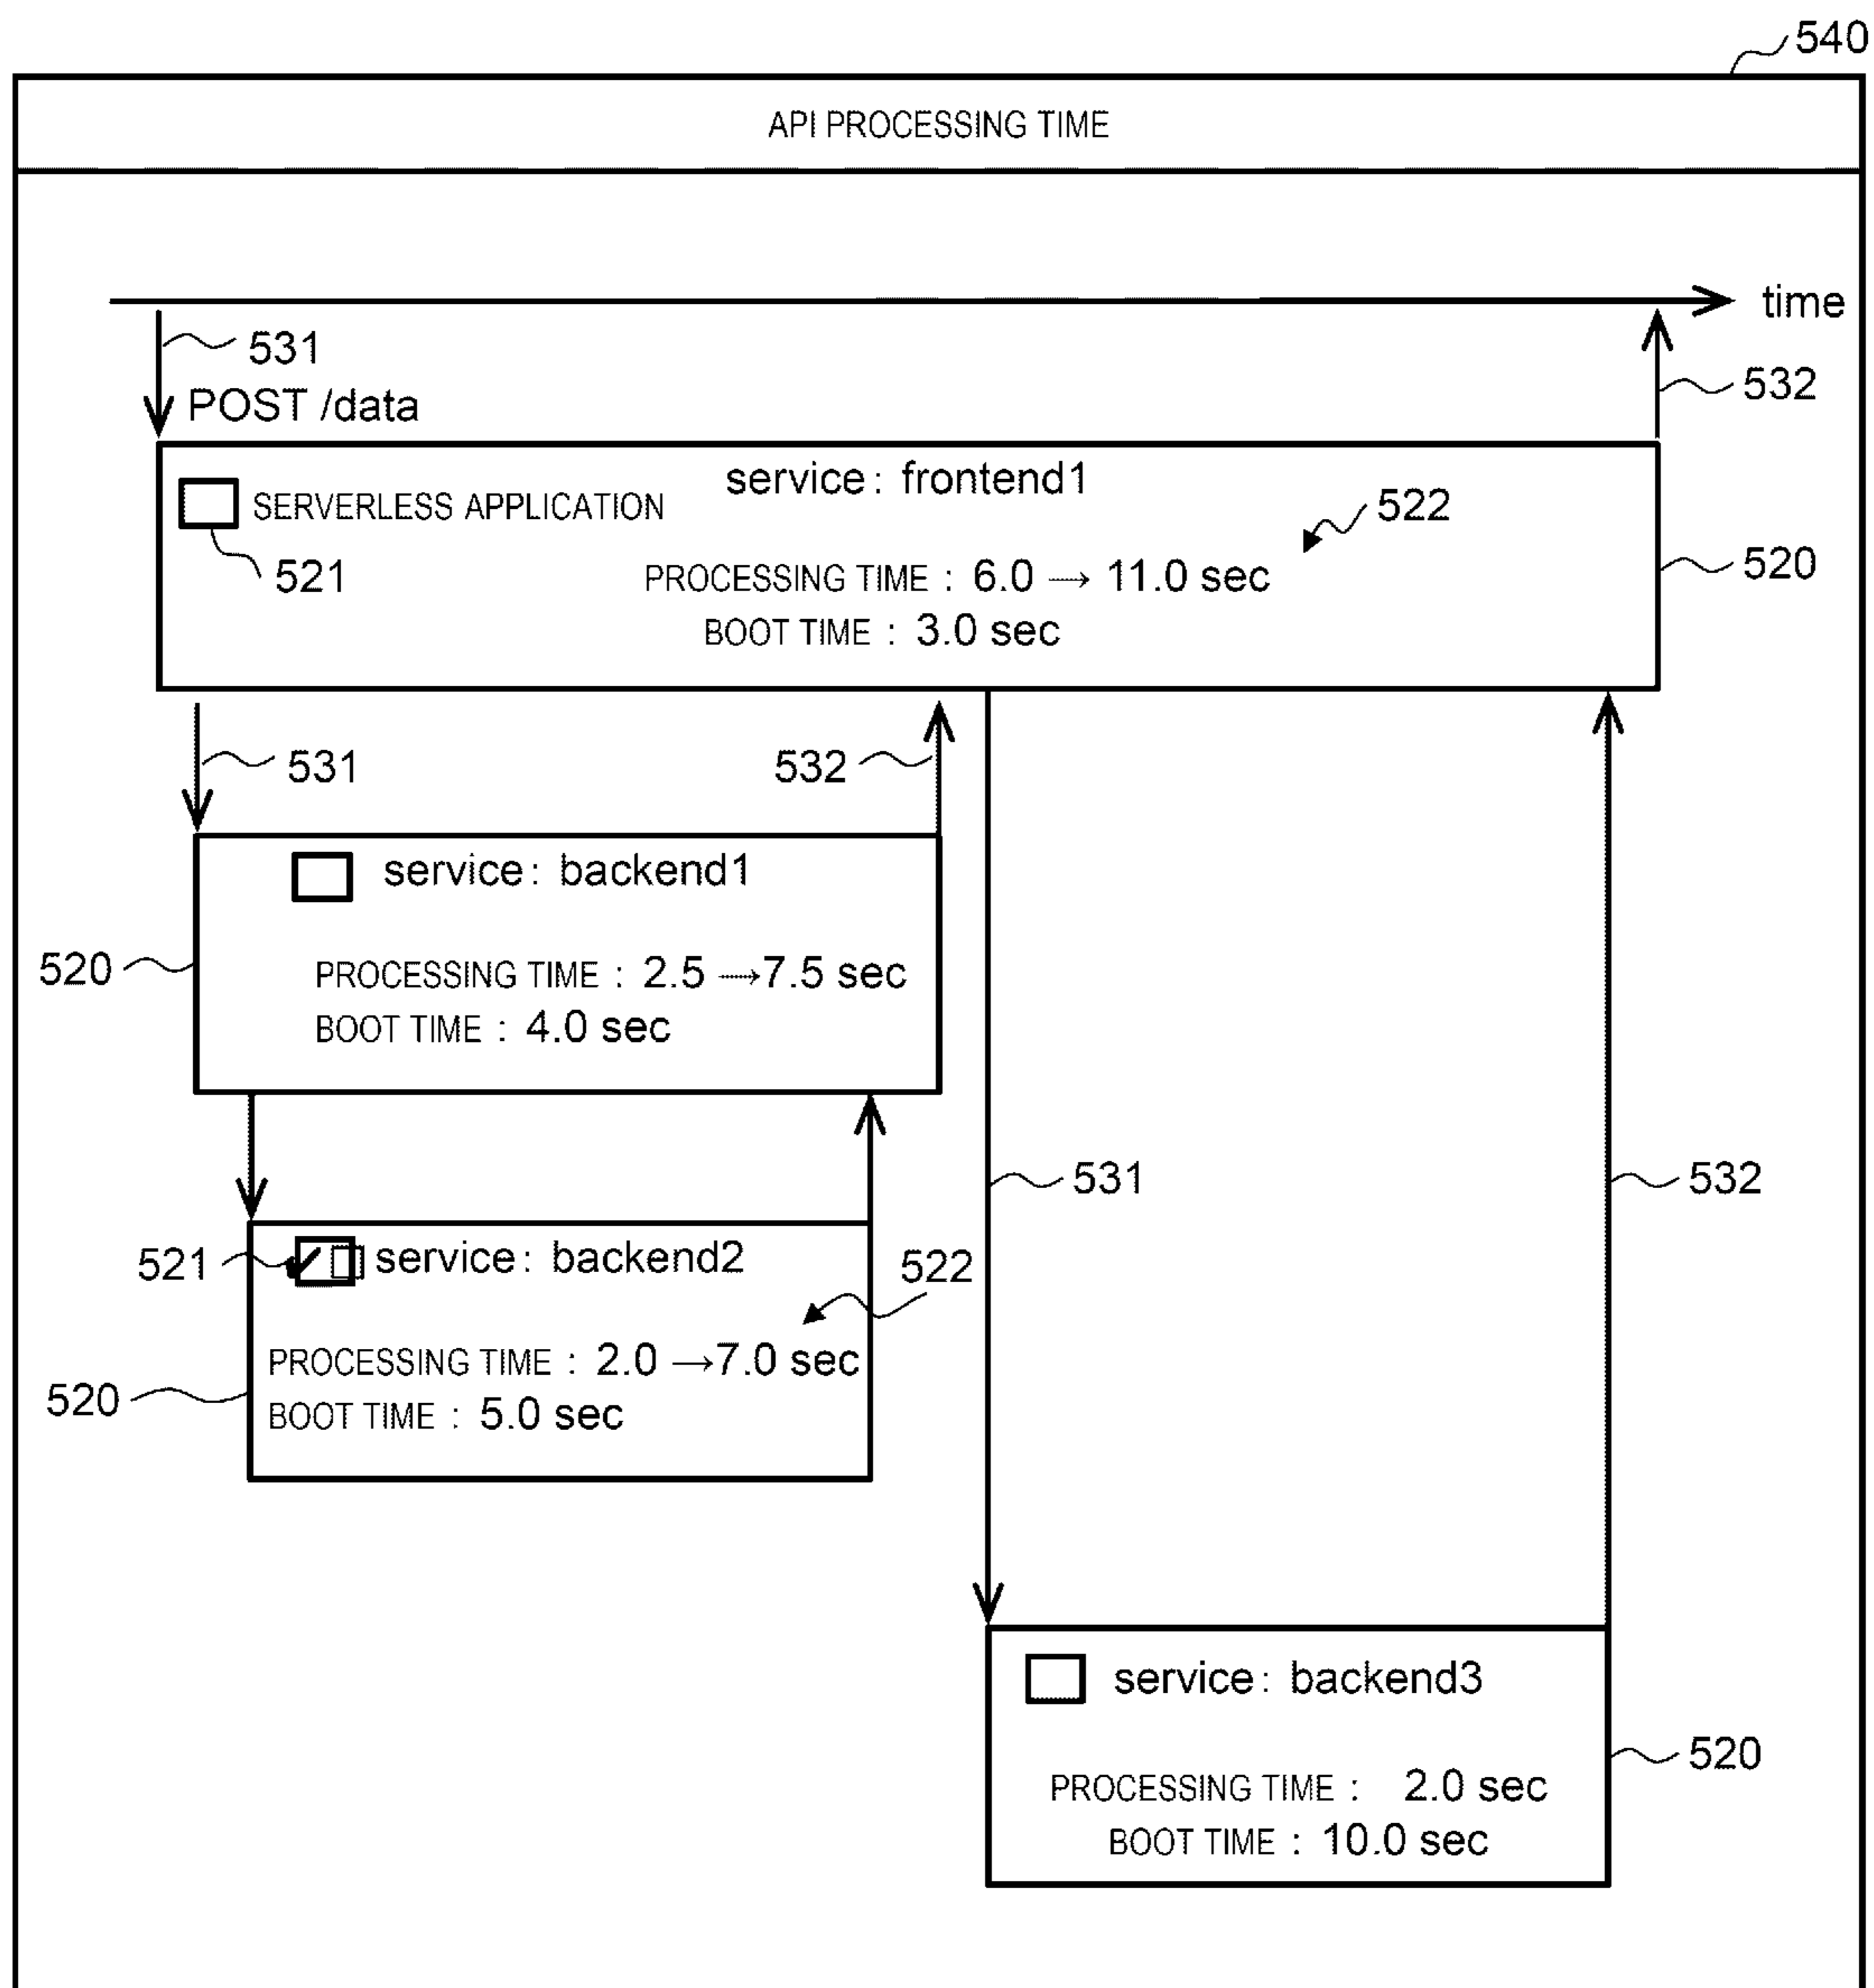 540
API PROCESSING TIME
time
531
POST /data
532
service: frontend1
SERVERLESS APPLICATION
522
521
520
PROCESSING TIME : 6.0 → 11.0 sec
BOOT TIME : 3.0 sec
531
532
service: backend1
520
PROCESSING TIME : 2.5 →7.5 sec
BOOT TIME : 4.0 sec
531
532
521
service: backend2
522
PROCESSING TIME : 2.0 →7.0 sec
520
BOOT TIME : 5.0 sec
service: backend3
520
PROCESSING TIME : 2.0 sec
BOOT TIME : 10.0 sec